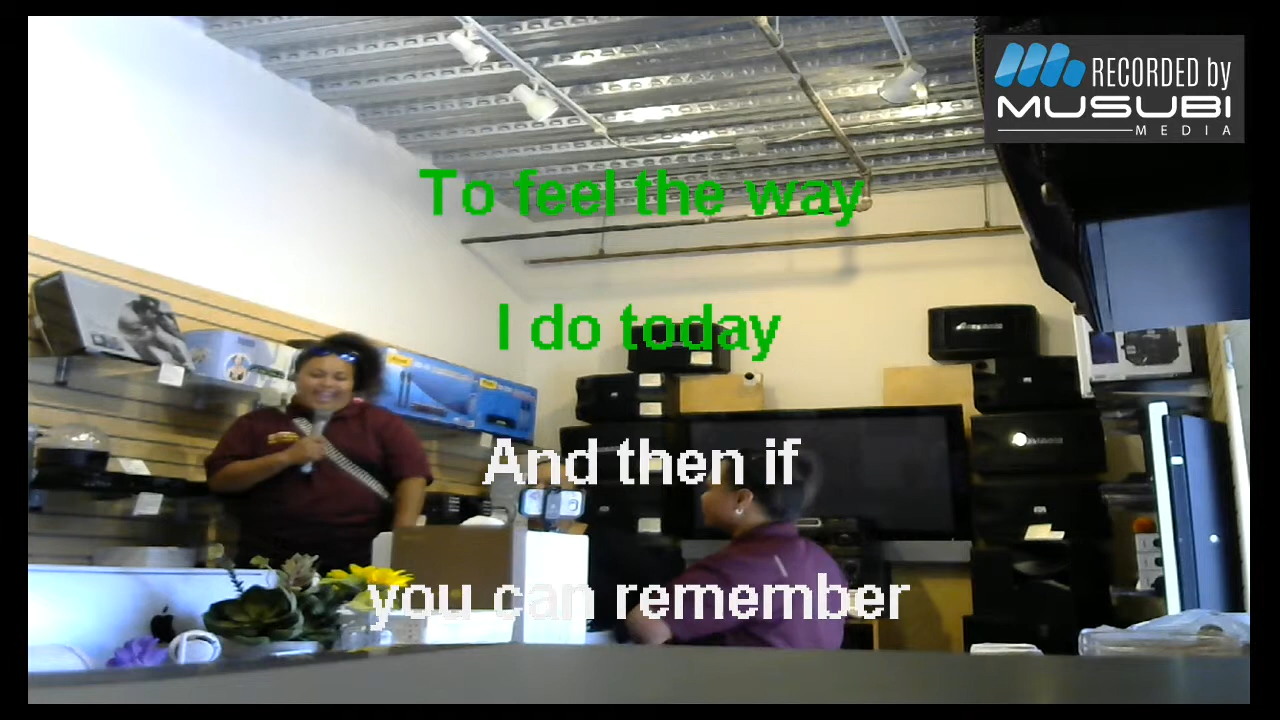 RECORDED by
MUSUBI
MEDIA
To feel the way
I do today
And then if
you can remember